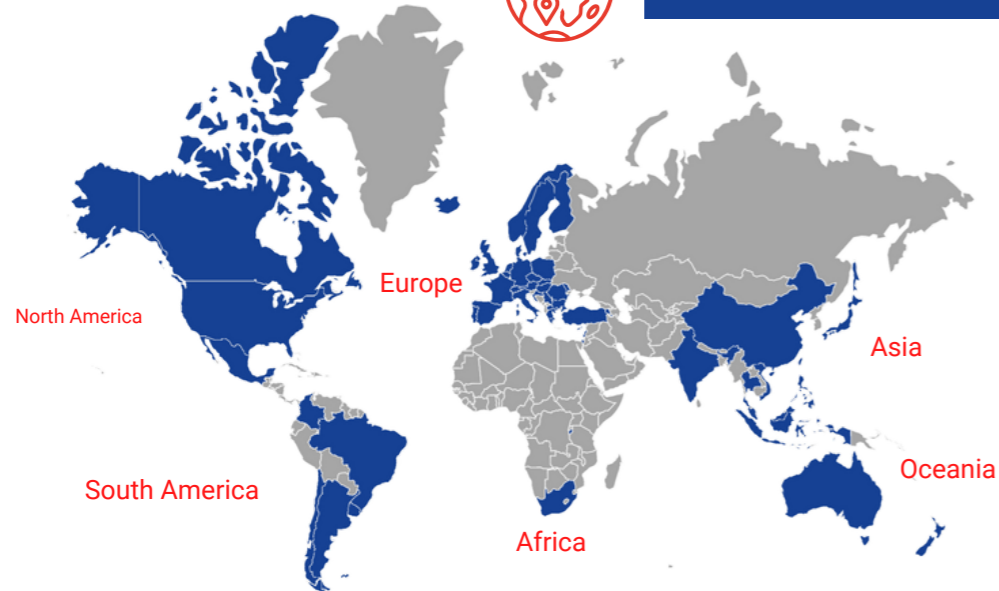 Europe
North America
Asia
Oceania
South America
Africa